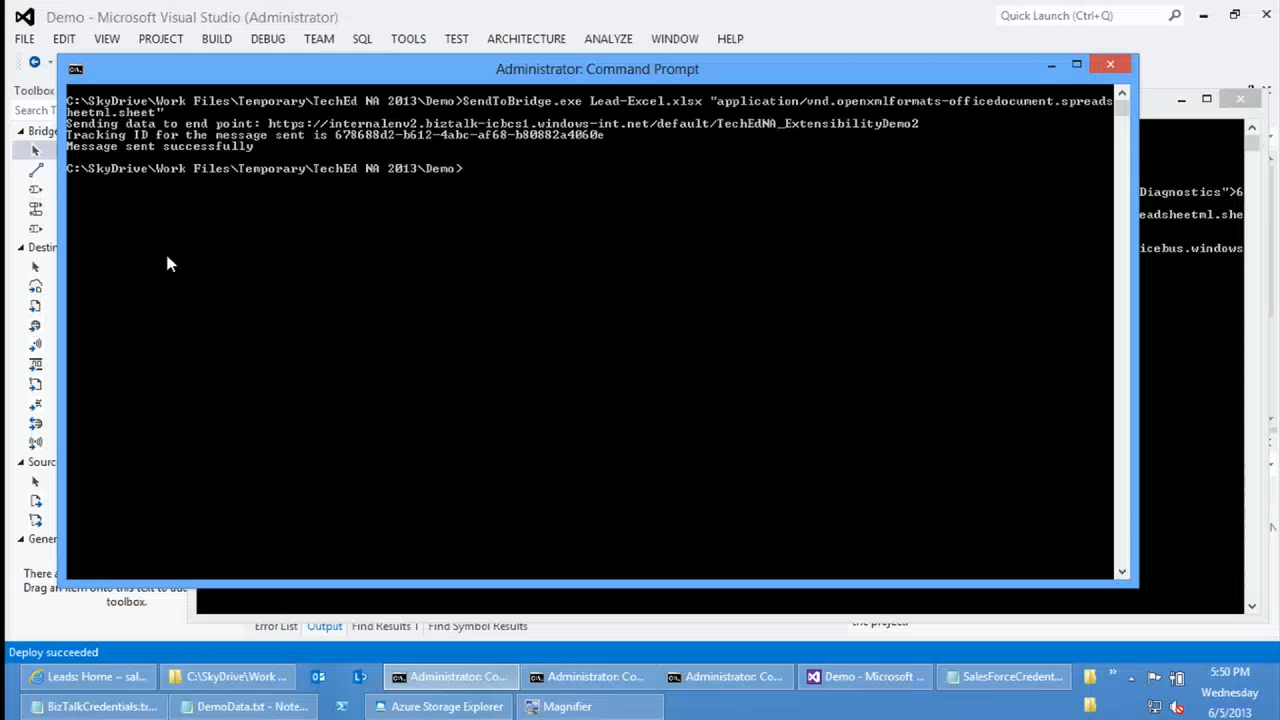 Demo - Microsoft Visual Studio (Administrator)
Quick Launch (Ctrl+Q)
FILE EDIT VIEW PROJECT BUILD DEBUG TEAM SQL TOOLS TEST ARCHITECTURE ANALYZE WINDOW HELP
Administrator: Command Prompt
Toolbox
Search
Bridge
C:\SkyDrive\Work Files\Temporary\TechEd NA 2013\Demo>SendToBridge.exe Lead-Excel.xlsx "application/vnd.openxmlformats-officedocument.spreads
heetml.sheet"
Sending data to end point: https://internalenv2.biztalk-icbcs1.windows-int.net/default/TechEdNA_ExtensibilityDemo2
Tracking ID for the message sent is 678688d2-b612-4abc-af68-b80882a4060e
Message sent successfully
C:\SkyDrive\Work Files\Temporary\TechEd NA 2013\Demo>
Diagnostics">6
eadsheetml.she
icebus.windows
Destin
Sourc
Gener
There a
Drag an item onto this text to add
toolbox.
Error List Output Find Results 1 Find Symbol Results
the project.
Deploy succeeded
Leads: Home ~ sal... C:\SkyDrive\Work ... Administrator: Co... Administrator: Co... Administrator: Co... Demo - Microsoft ... SalesForceCredent...
5:50 PM
Wednesday
6/5/2013
BizTalkCredentials.tx... DemoData.txt - Note... Azure Storage Explorer Magnifier